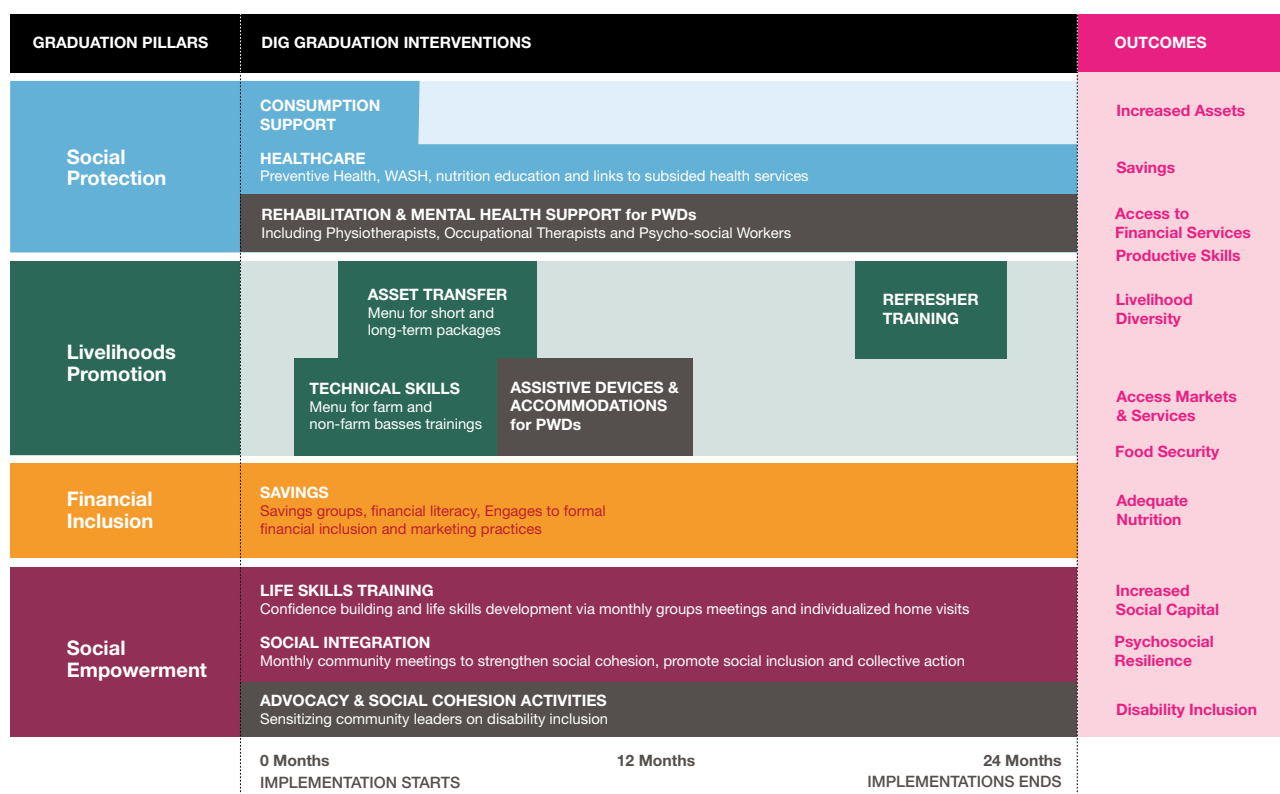 GRADUATION PILLARS
DIG GRADUATION INTERVENTIONS
OUTCOMES
Social
Protection
CONSUMPTION
SUPPORT
HEALTHCARE
Preventive Health, WASH, nutrition education and links to subsided health services
REHABILITATION & MENTAL HEALTH SUPPORT for PWDs
Including Physiotherapists, Occupational Therapists and Psycho-social Workers
Increased Assets
Savings
Access to
Financial Services
Productive Skills
Livelihoods
Promotion
ASSET TRANSFER
Menu for short and
long-term packages
REFRESHER
TRAINING
TECHNICAL SKILLS
Menu for farm and
non-farm basses trainings
ASSISTIVE DEVICES &
ACCOMMODATIONS
for PWDs
Livelihood
Diversity
Access Markets
& Services
Food Security
Financial
Inclusion
SAVINGS
Savings groups, financial literacy, Engages to formal
financial inclusion and marketing practices
Adequate
Nutrition
Social
Empowerment
LIFE SKILLS TRAINING
Confidence building and life skills development via monthly groups meetings and individualized home visits
SOCIAL INTEGRATION
Monthly community meetings to strengthen social cohesion, promote social inclusion and collective action
ADVOCACY & SOCIAL COHESION ACTIVITIES
Sensitizing community leaders on disability inclusion
Increased
Social Capital
Psychosocial
Resilience
Disability Inclusion
0 Months
IMPLEMENTATION STARTS
12 Months
24 Months
IMPLEMENTATIONS ENDS